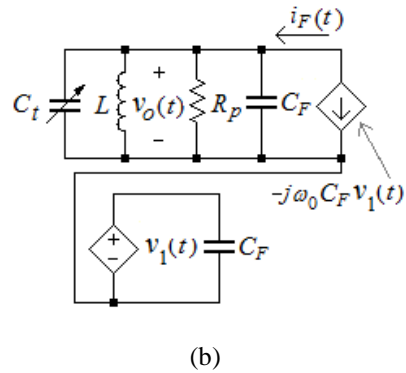 i_F(t)
C_t
L
+
v_o(t)
–
R_p
C_F
-jω_0 C_F v_1(t)
+
–
v_1(t)
C_F
(b)